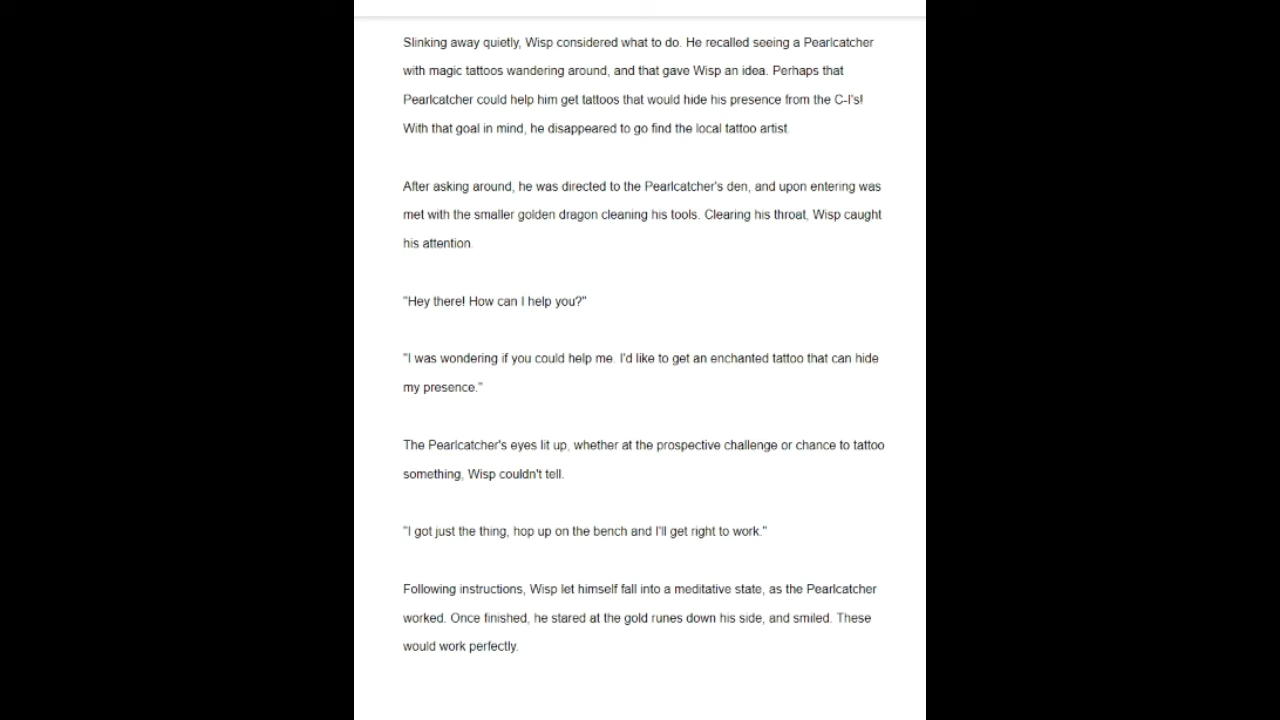 Slinking away quietly, Wisp considered what to do. He recalled seeing a Pearlcatcher
with magic tattoos wandering around, and that gave Wisp an idea. Perhaps that
Pearlcatcher could help him get tattoos that would hide his presence from the C-I's!
With that goal in mind, he disappeared to go find the local tattoo artist.
After asking around, he was directed to the Pearlcatcher's den, and upon entering was
met with the smaller golden dragon cleaning his tools. Clearing his throat, Wisp caught
his attention.
"Hey there! How can I help you?"
"I was wondering if you could help me. I'd like to get an enchanted tattoo that can hide
my presence."
The Pearlcatcher's eyes lit up, whether at the prospective challenge or chance to tattoo
something, Wisp couldn't tell.
"I got just the thing, hop up on the bench and I'll get right to work."
Following instructions, Wisp let himself fall into a meditative state, as the Pearlcatcher
worked. Once finished, he stared at the gold runes down his side, and smiled. These
would work perfectly.